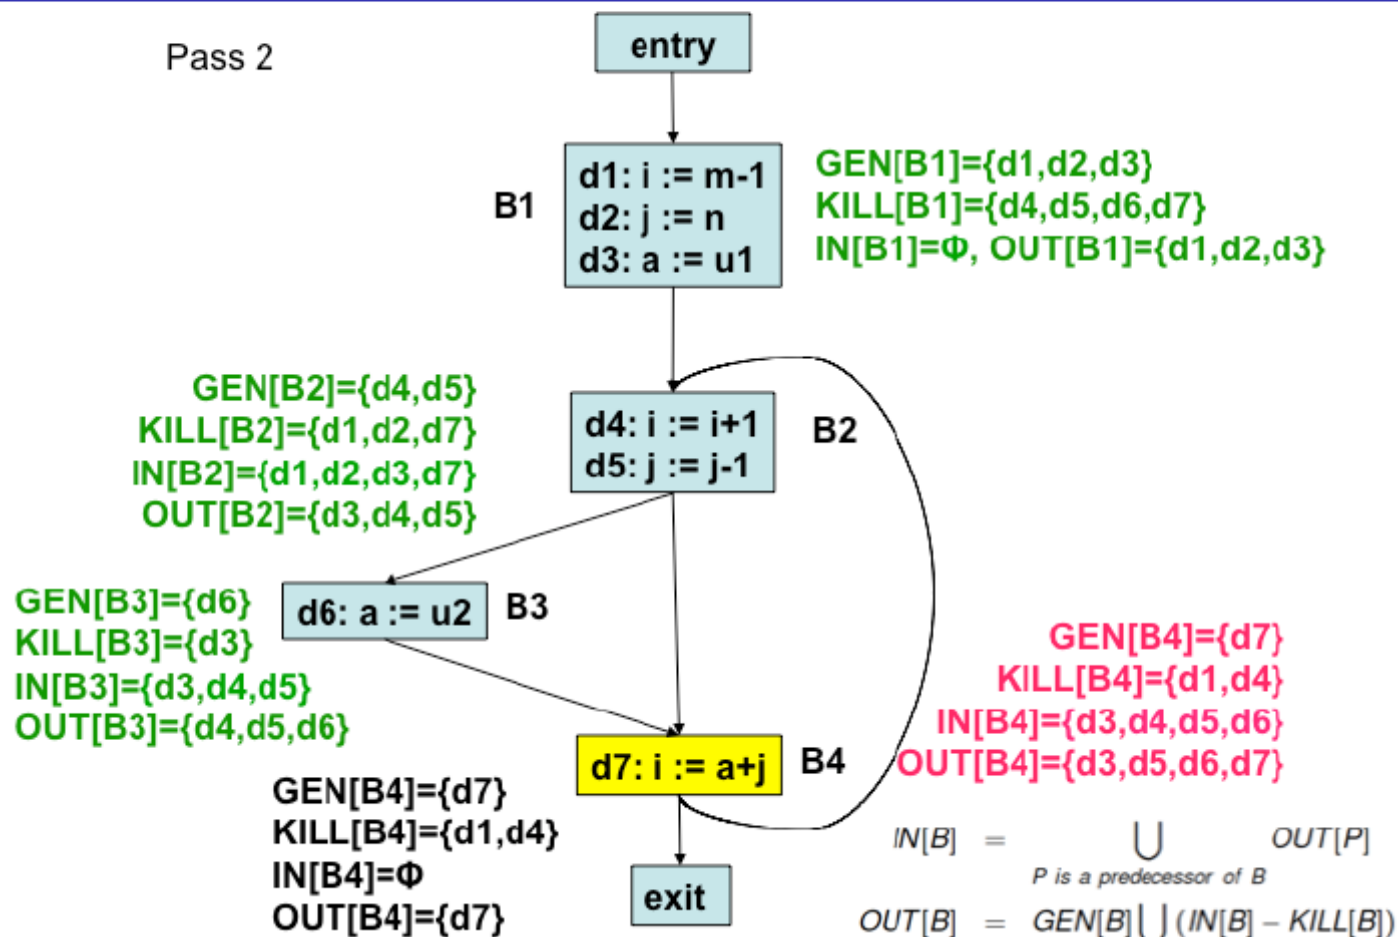 Pass 2
entry
B1
d1: i := m-1
d2: j := n
d3: a := u1
GEN[B1]={d1,d2,d3}
KILL[B1]={d4,d5,d6,d7}
IN[B1]=Φ, OUT[B1]={d1,d2,d3}
GEN[B2]={d4,d5}
KILL[B2]={d1,d2,d7}
IN[B2]={d1,d2,d3,d7}
OUT[B2]={d3,d4,d5}
d4: i := i+1
d5: j := j-1
B2
GEN[B3]={d6}
KILL[B3]={d3}
IN[B3]={d3,d4,d5}
OUT[B3]={d4,d5,d6}
d6: a := u2
B3
GEN[B4]={d7}
KILL[B4]={d1,d4}
IN[B4]={d3,d4,d5,d6}
OUT[B4]={d3,d5,d6,d7}
d7: i := a+j
B4
GEN[B4]={d7}
KILL[B4]={d1,d4}
IN[B4]=Φ
OUT[B4]={d7}
exit
IN[B] = ⋃ OUT[P]
P is a predecessor of B
OUT[B] = GEN[B] ⋃ (IN[B] − KILL[B])